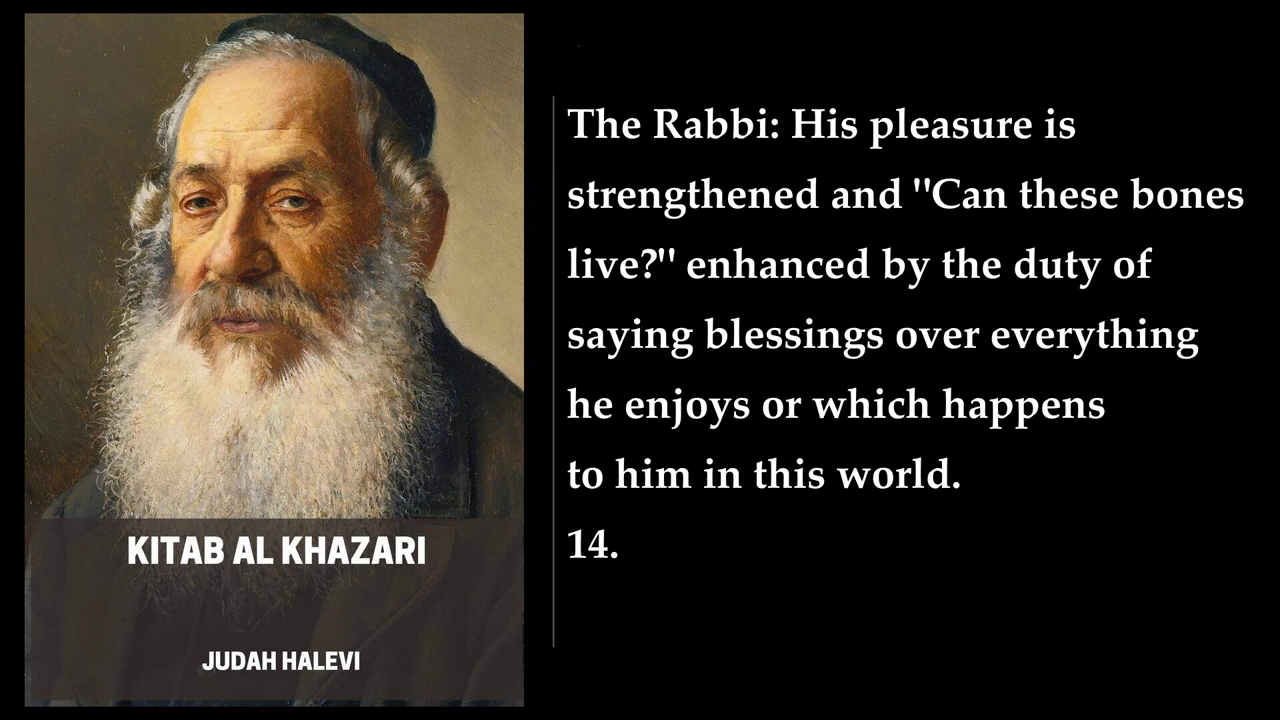 KITAB AL KHAZARI
JUDAH HALEVI
The Rabbi: His pleasure is
strengthened and "Can these bones
live?" enhanced by the duty of
saying blessings over everything
he enjoys or which happens
to him in this world.
14.